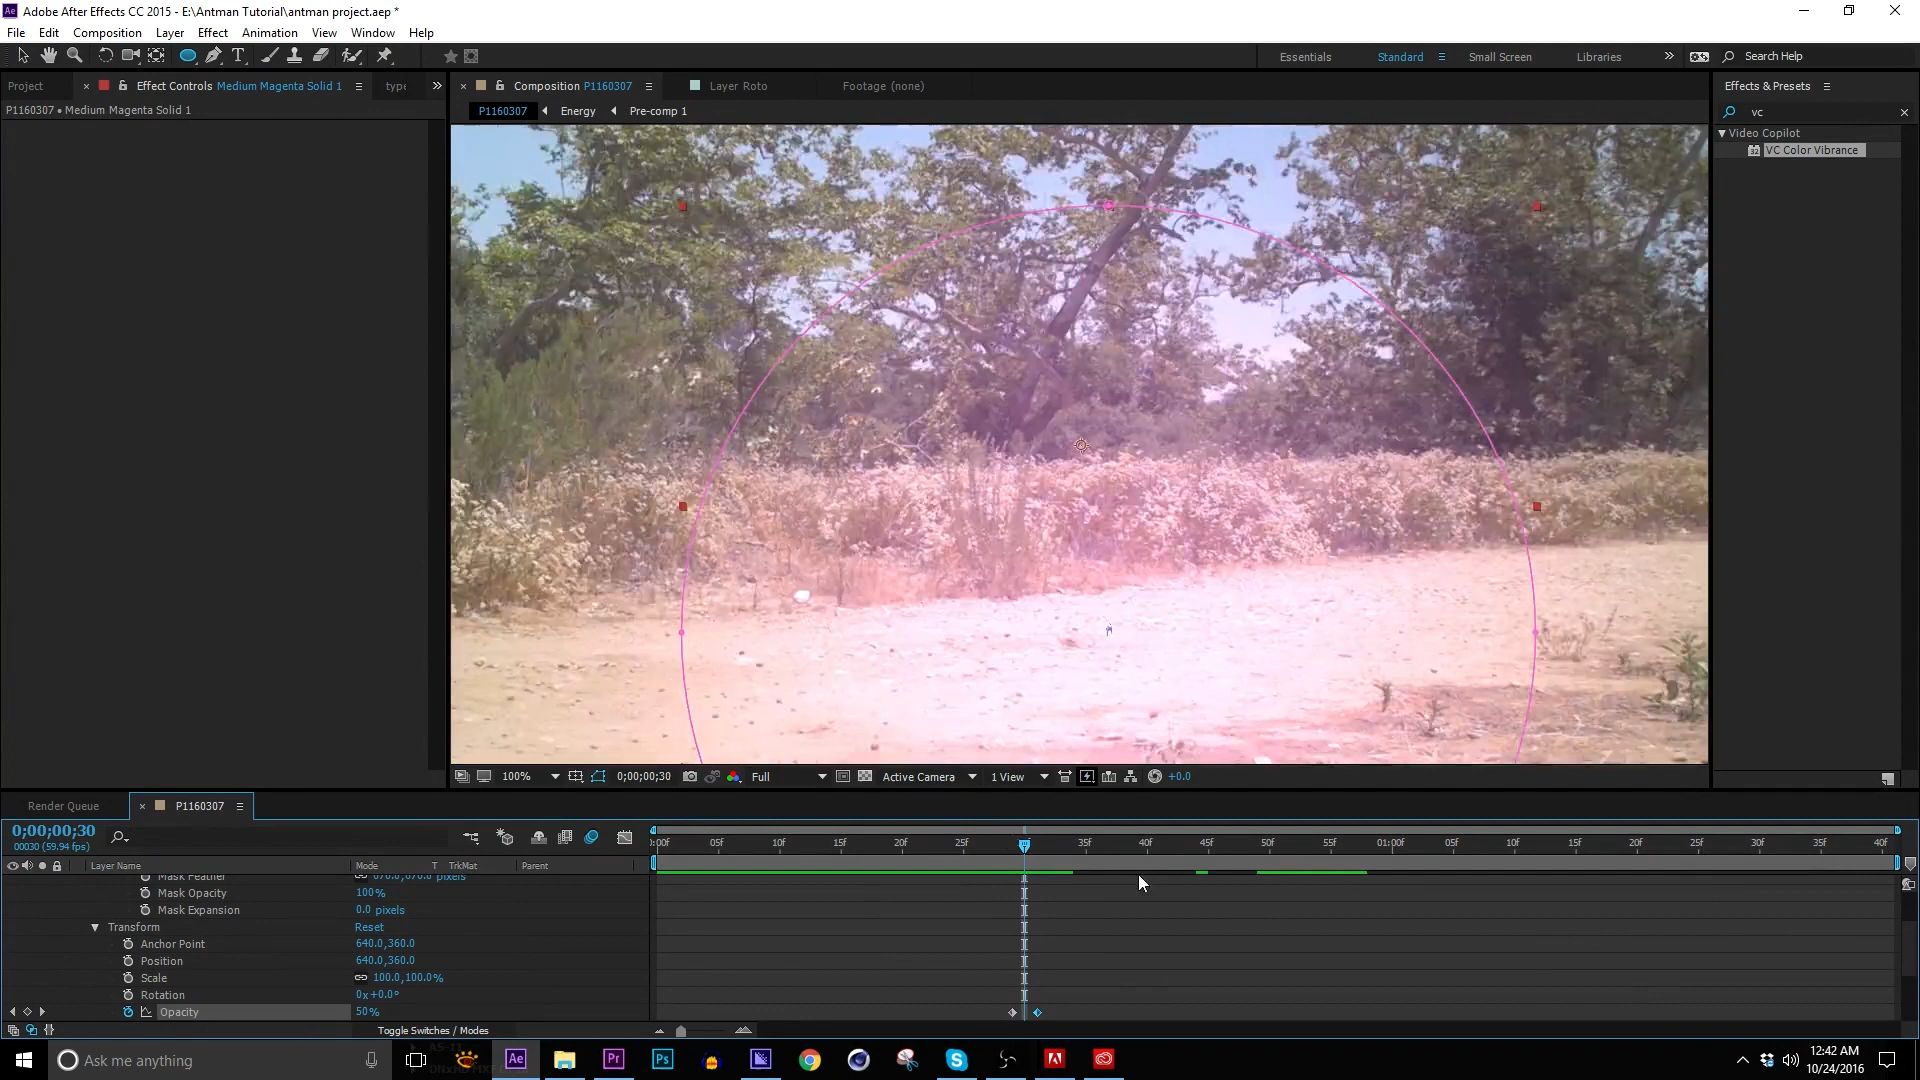 Adobe After Effects CC 2015 - E:\Antman Tutorial\antman project.aep *
File Edit Composition Layer Effect Animation View Window Help
Essentials Standard Small Screen Libraries Search Help
Project Effect Controls Medium Magenta Solid 1
Composition P1160307 Layer Roto Footage (none)
Effects & Presets
P1160307 • Medium Magenta Solid 1
P1160307 Energy Pre-comp 1
vc
Video Copilot
VC Color Vibrance
100% 0;00;00;30 Full Active Camera 1 View +0.0
Render Queue P1160307
0;00;00;30
00030 (59.94 fps)
:00f 05f 10f 15f 20f 25f 35f 40f 45f 50f 55f 01:00f 05f 10f 15f 20f 25f 30f 35f 40f
Layer Name Mode T TrkMat Parent
Mask Feather pixels
Mask Opacity 100%
Mask Expansion 0.0 pixels
Transform Reset
Anchor Point 640.0,360.0
Position 640.0,360.0
Scale 100.0,100.0%
Rotation 0x+0.0°
Opacity 50%
Toggle Switches / Modes
Ask me anything
12:42 AM
10/24/2016